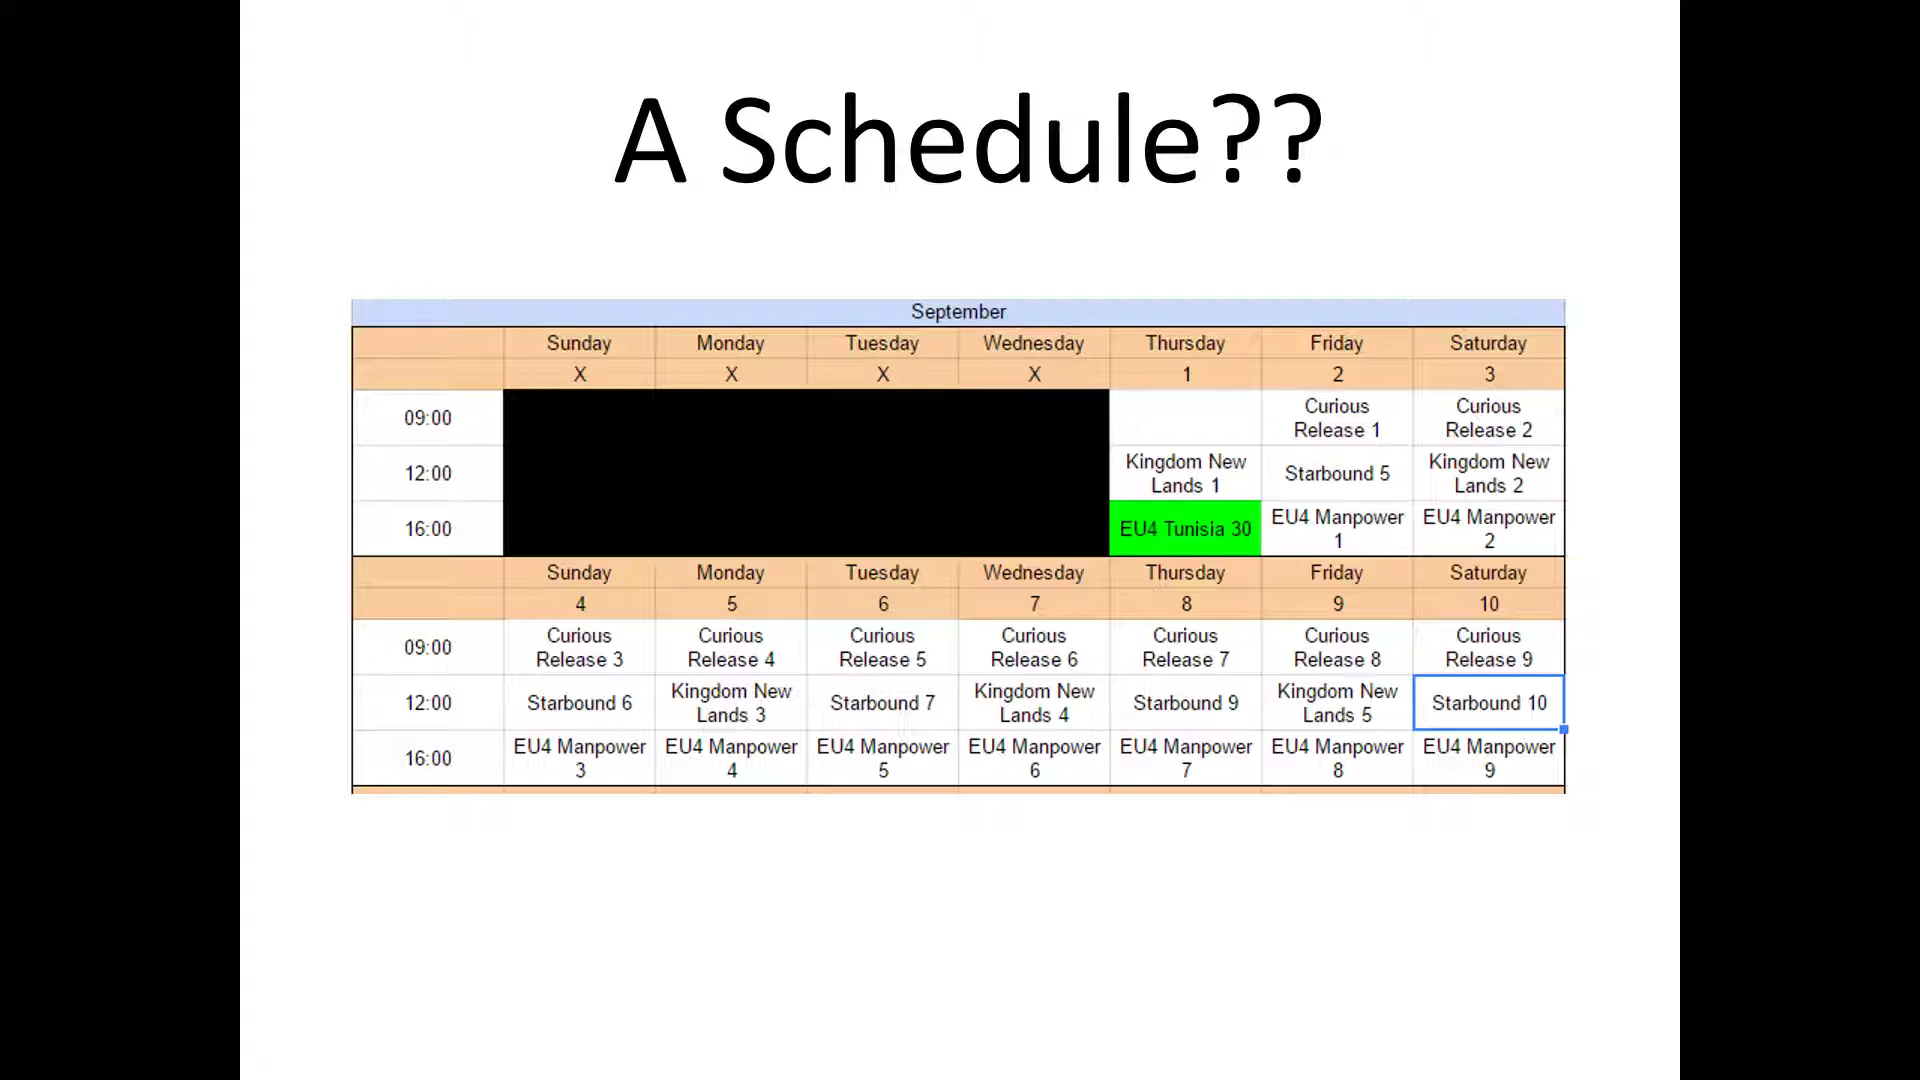 A Schedule??
September
Sunday Monday Tuesday Wednesday Thursday Friday Saturday
X X X X 1 2 3
09:00 Curious Release 1 Curious Release 2
12:00 Kingdom New Lands 1 Starbound 5 Kingdom New Lands 2
16:00 EU4 Tunisia 30 EU4 Manpower 1 EU4 Manpower 2
Sunday Monday Tuesday Wednesday Thursday Friday Saturday
4 5 6 7 8 9 10
09:00 Curious Release 3 Curious Release 4 Curious Release 5 Curious Release 6 Curious Release 7 Curious Release 8 Curious Release 9
12:00 Starbound 6 Kingdom New Lands 3 Starbound 7 Kingdom New Lands 4 Starbound 9 Kingdom New Lands 5 Starbound 10
16:00 EU4 Manpower 3 EU4 Manpower 4 EU4 Manpower 5 EU4 Manpower 6 EU4 Manpower 7 EU4 Manpower 8 EU4 Manpower 9